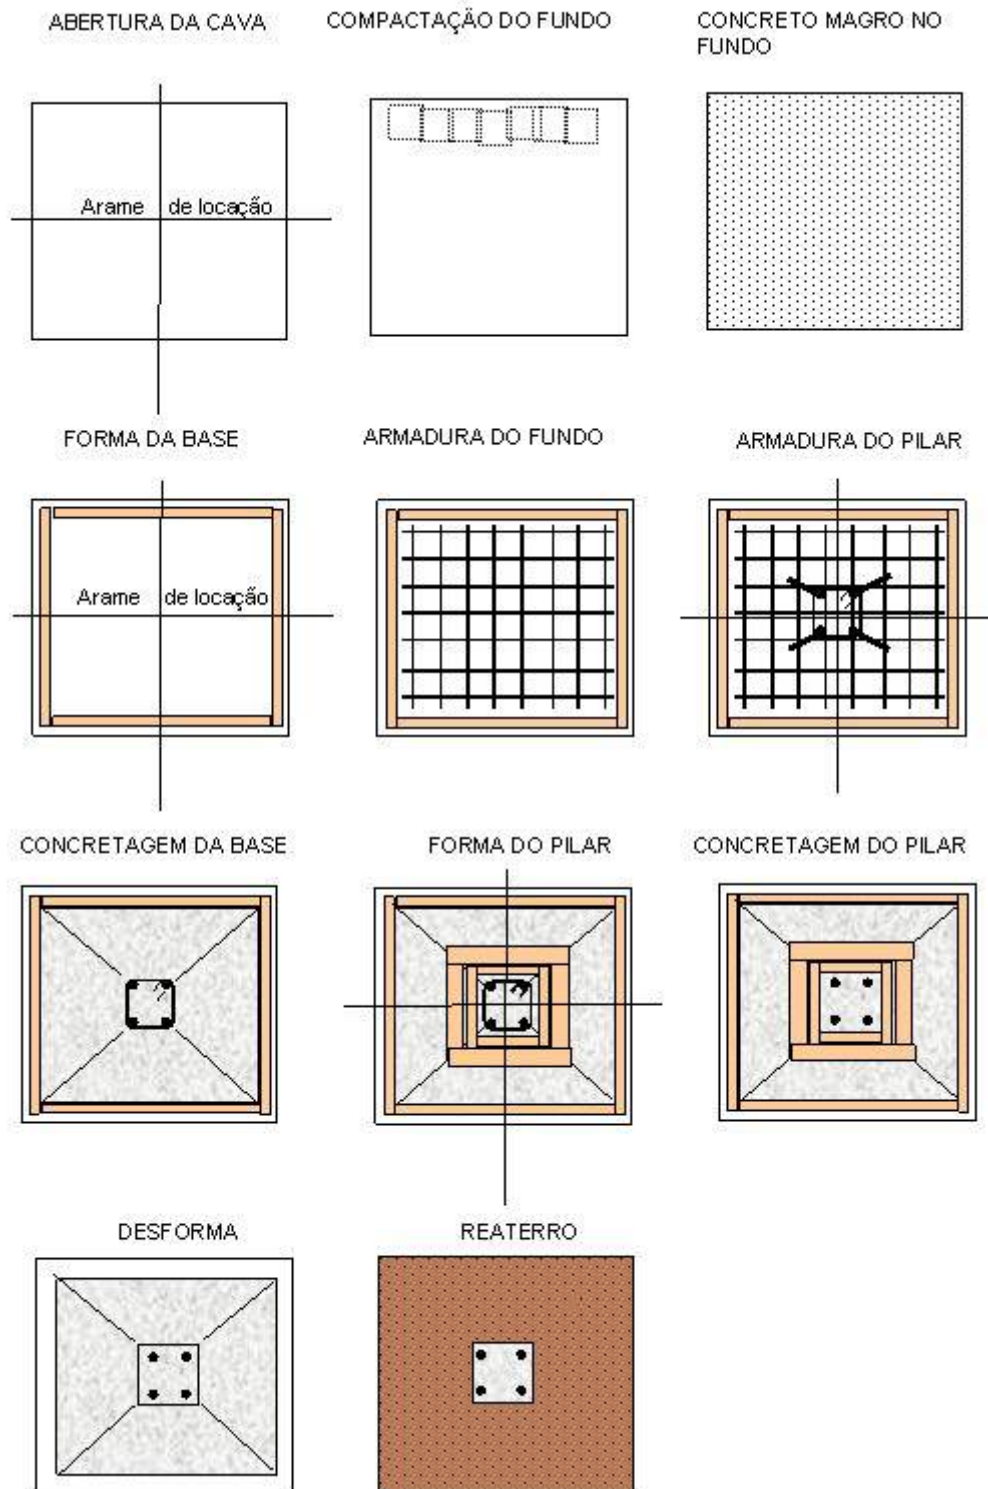 ABERTURA DA CAVA
COMPACTAÇÃO DO FUNDO
CONCRETO MAGRO NO
FUNDO
Arame de locação
FORMA DA BASE
ARMADURA DO FUNDO
ARMADURA DO PILAR
Arame de locação
CONCRETAGEM DA BASE
FORMA DO PILAR
CONCRETAGEM DO PILAR
DESFORMA
REATERRO